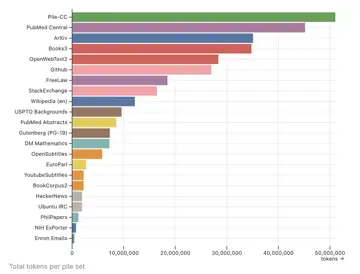 Pile-CC
PubMed Central
ArXiv
Books3
OpenWebText2
Github
FreeLaw
StackExchange
Wikipedia (en)
USPTO Backgrounds
PubMed Abstracts
Gutenberg (PG-19)
DM Mathematics
OpenSubtitles
EuroParl
YoutubeSubtitles
BookCorpus2
HackerNews
Ubuntu IRC
PhilPapers
NIH ExPorter
Enron Emails
0 10,000,000 20,000,000 30,000,000 40,000,000 50,000,000
tokens →
Total tokens per pile set